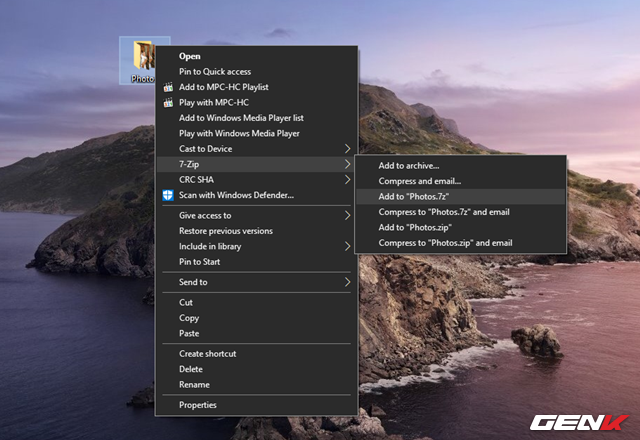 Photo
Open
Pin to Quick access
Add to MPC-HC Playlist
Play with MPC-HC
Add to Windows Media Player list
Play with Windows Media Player
Cast to Device
7-Zip
CRC SHA
Scan with Windows Defender...
Give access to
Restore previous versions
Include in library
Pin to Start
Send to
Cut
Copy
Paste
Create shortcut
Delete
Rename
Properties
Add to archive...
Compress and email...
Add to "Photos.7z"
Compress to "Photos.7z" and email
Add to "Photos.zip"
Compress to "Photos.zip" and email
GENK